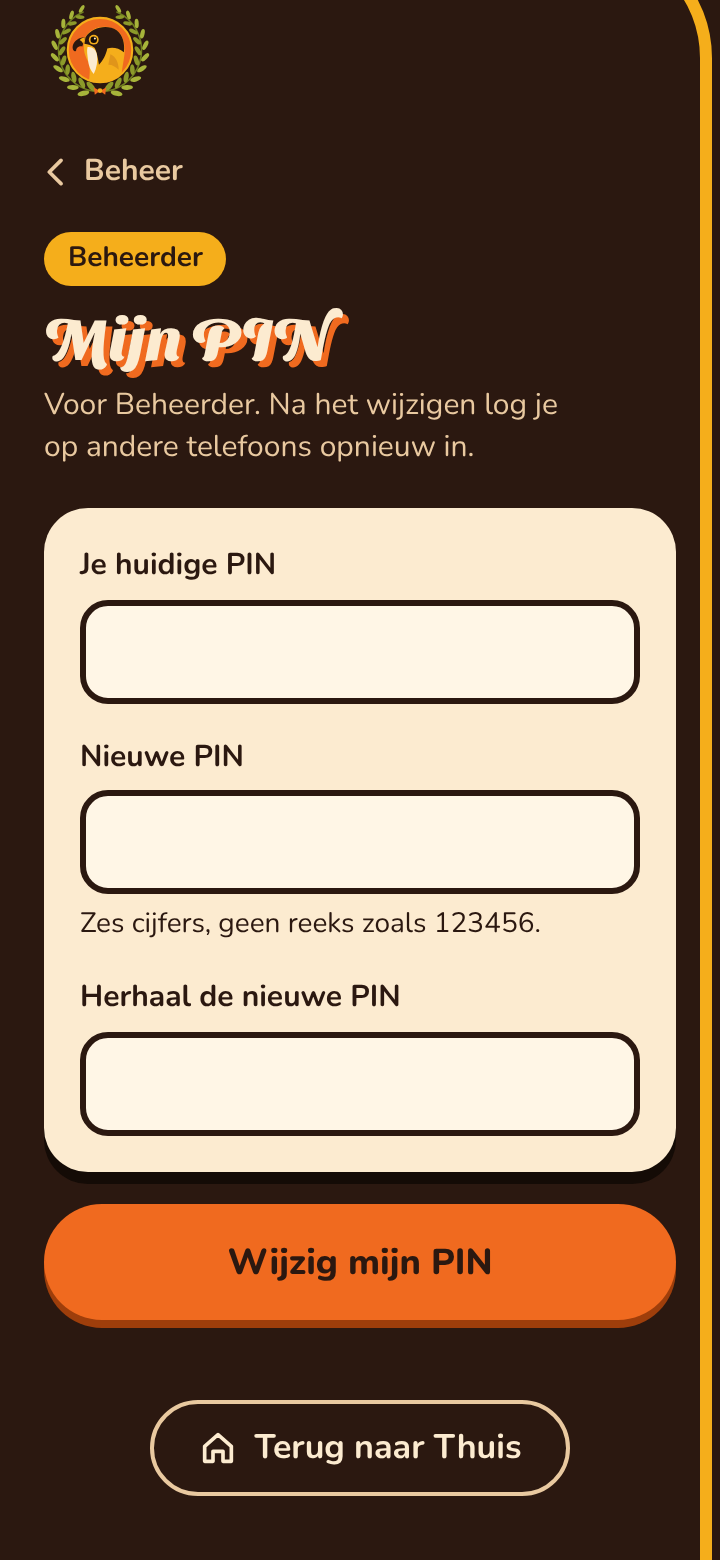 Beheer
Beheerder
Mijn PIN
Voor Beheerder. Na het wijzigen log je
op andere telefoons opnieuw in.
Je huidige PIN
Nieuwe PIN
Zes cijfers, geen reeks zoals 123456.
Herhaal de nieuwe PIN
Wijzig mijn PIN
Terug naar Thuis